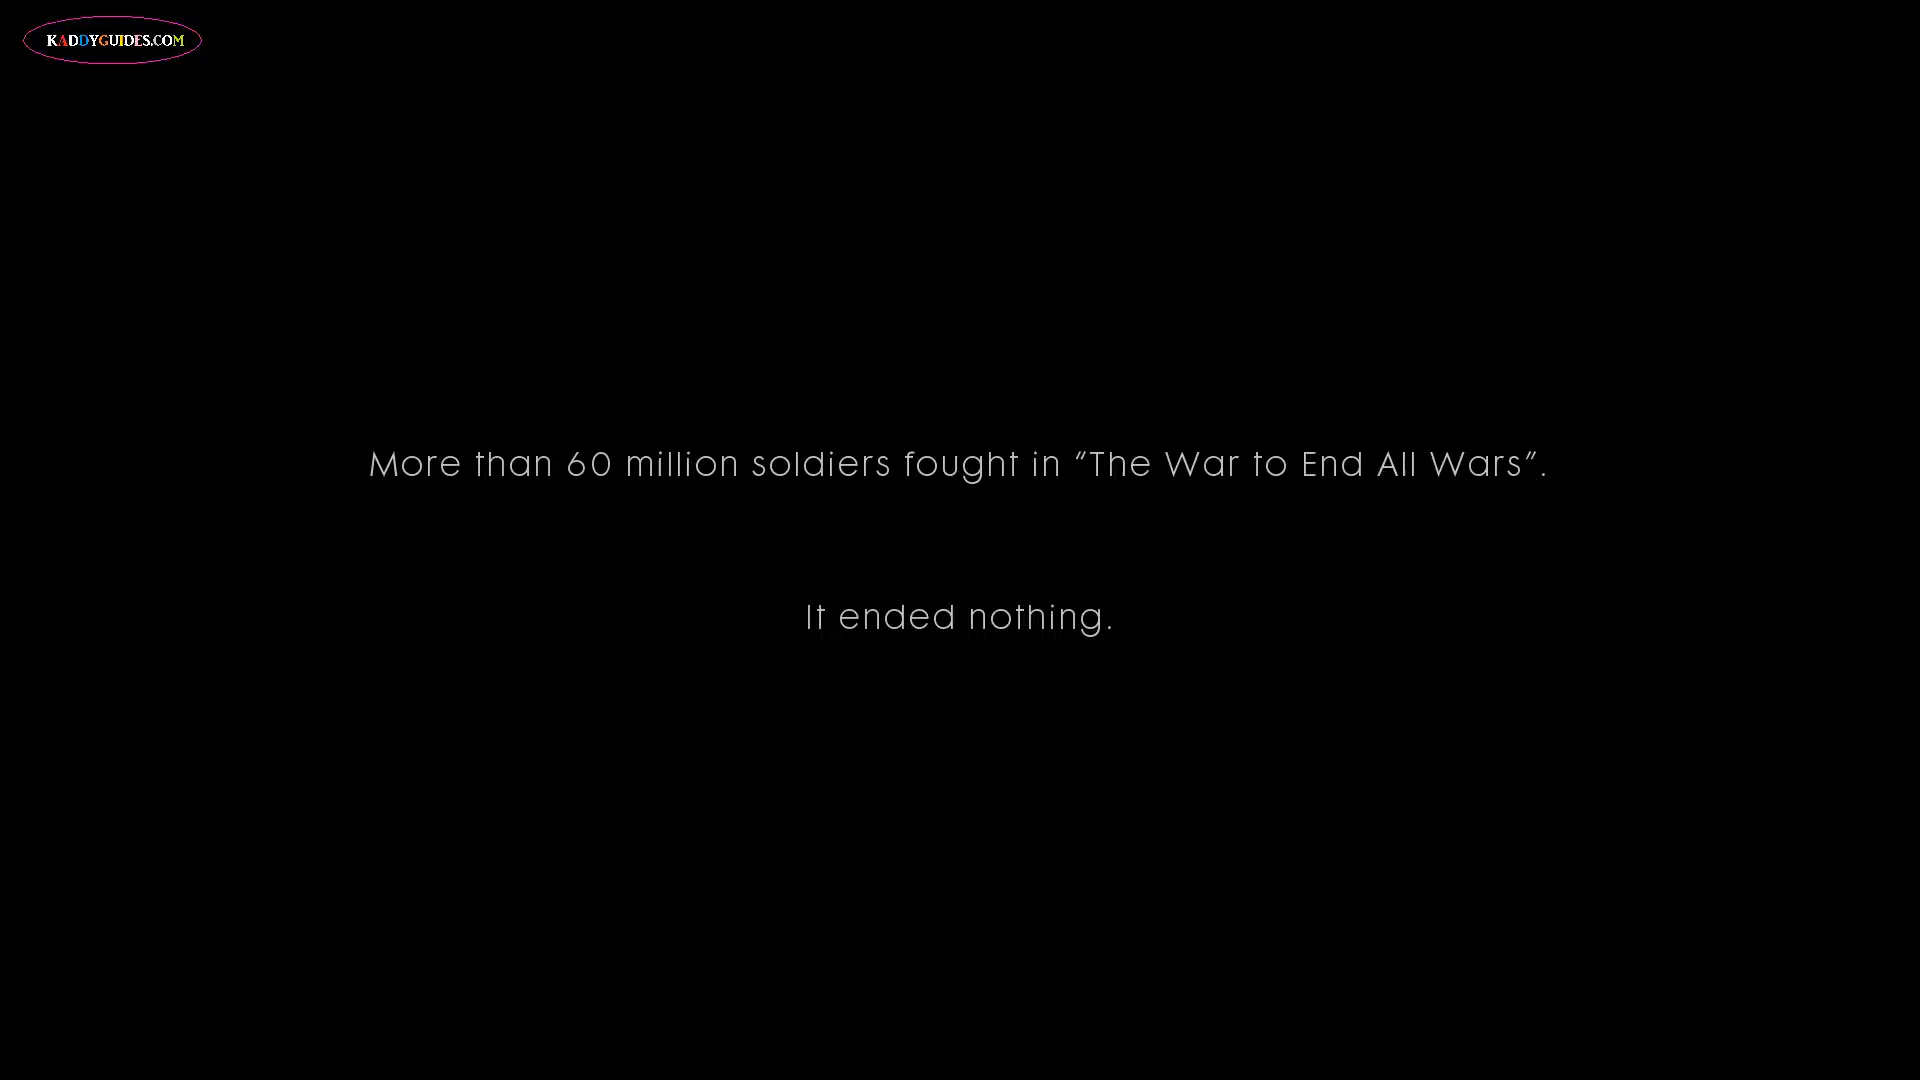 KADDYGUIDES.COM
More than 60 million soldiers fought in “The War to End All Wars”.
It ended nothing.